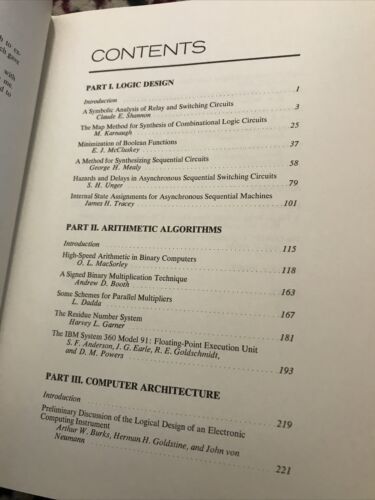 h to ex-
with
me.
d to
CONTENTS
PART I. LOGIC DESIGN
Introduction 1
A Symbolic Analysis of Relay and Switching Circuits 3
Claude E. Shannon
The Map Method for Synthesis of Combinational Logic Circuits
M. Karnaugh 25
Minimization of Boolean Functions 37
E. J. McCluskey
A Method for Synthesizing Sequential Circuits 58
George H. Mealy
Hazards and Delays in Asynchronous Sequential Switching Circuits
S. H. Unger 79
Internal State Assignments for Asynchronous Sequential Machines
James H. Tracey 101
PART II. ARITHMETIC ALGORITHMS
Introduction 115
High-Speed Arithmetic in Binary Computers
O. L. MacSorley 118
A Signed Binary Multiplication Technique
Andrew D. Booth 163
Some Schemes for Parallel Multipliers
L. Dadda 167
The Residue Number System
Harvey L. Garner 181
The IBM System 360 Model 91: Floating-Point Execution Unit
S. F. Anderson, J. G. Earle, R. E. Goldschmidt,
and D. M. Powers 193
PART III. COMPUTER ARCHITECTURE
Introduction 219
Preliminary Discussion of the Logical Design of an Electronic
Computing Instrument
Arthur W. Burks, Herman H. Goldstine, and John von
Neumann 221